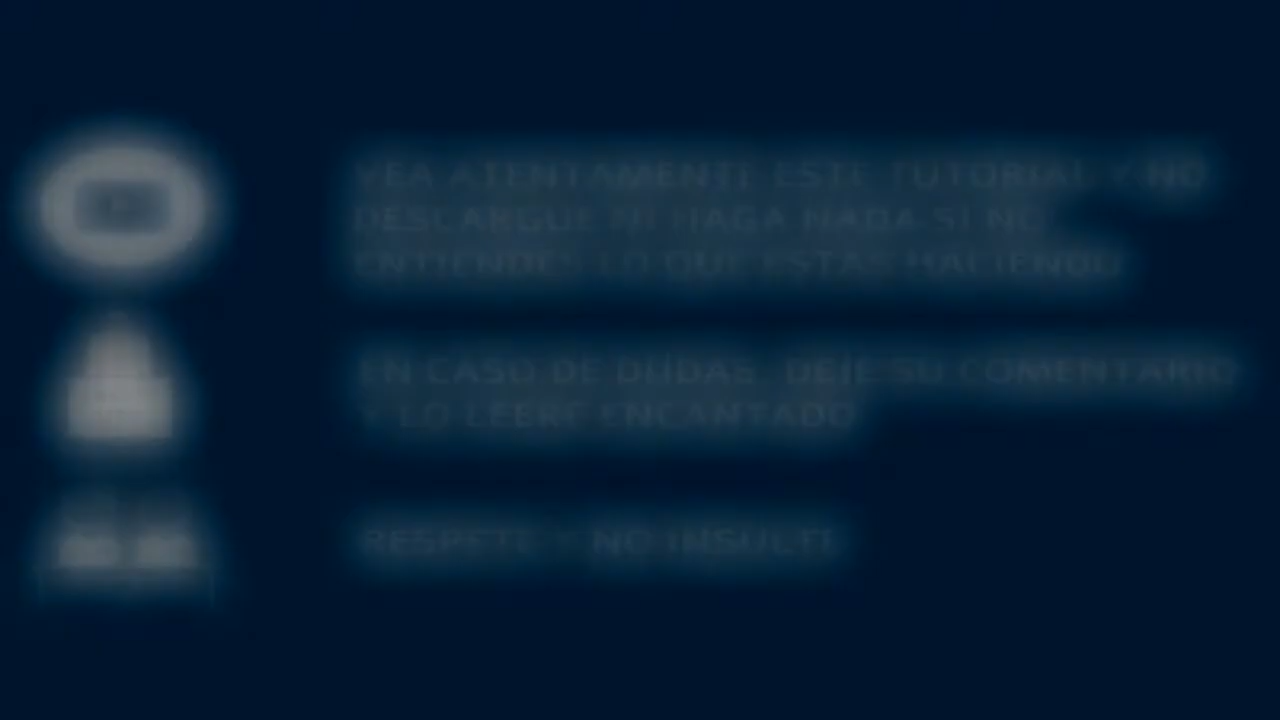 VEA ATENTAMENTE ESTE TUTORIAL Y NO
DESCARGUE NI HAGA NADA SI NO
ENTIENDES LO QUE ESTAS HACIENDO
EN CASO DE DUDAS, DEJE SU COMENTARIO
Y LO LEERE ENCANTADO
RESPETE Y NO INSULTE